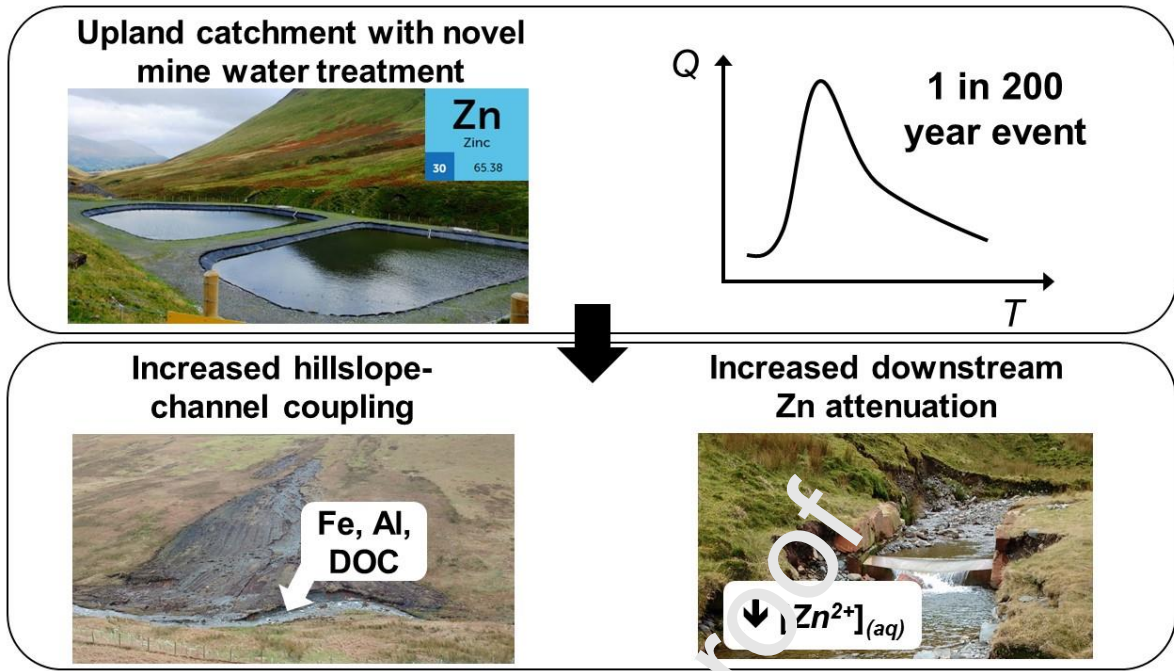 Upland catchment with novel
mine water treatment
Zn
Zinc
30 65.38
Q
1 in 200
year event
T
Increased hillslope-
channel coupling
Fe, Al,
DOC
Increased downstream
Zn attenuation
[Zn²⁺](aq)
roof